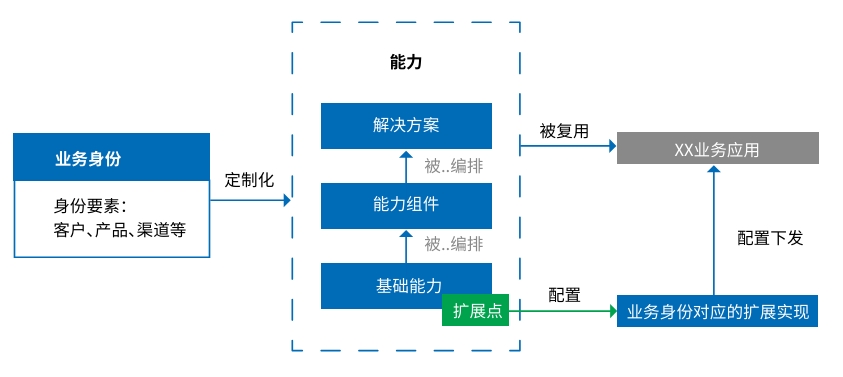 能力
解决方案
被..编排
能力组件
被..编排
基础能力
扩展点
业务身份
身份要素：
客户、产品、渠道等
定制化
被复用
XX业务应用
配置下发
配置
业务身份对应的扩展实现